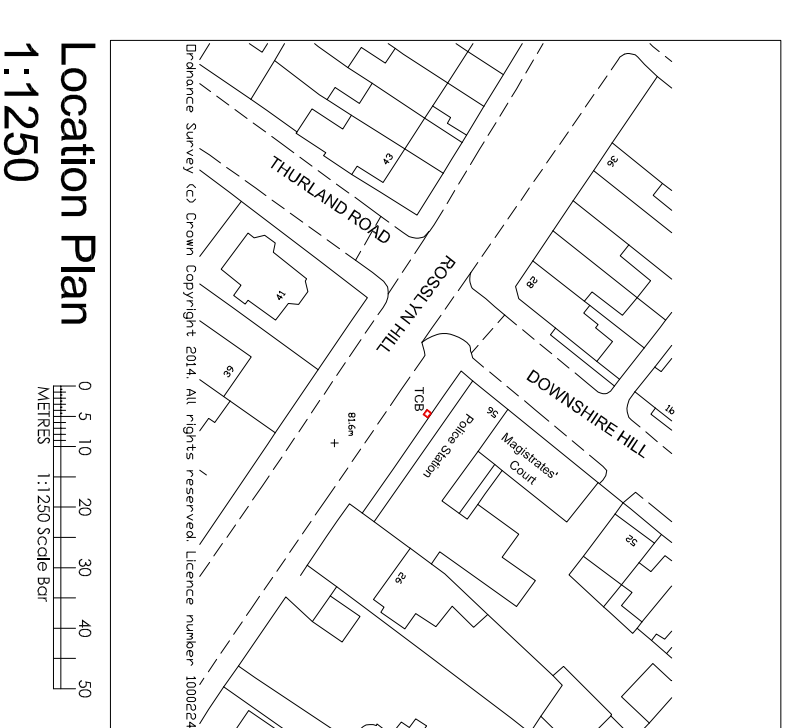 Location Plan
1:1250
0 5 10 20 30 40 50
METRES 1:1250 Scale Bar
Ordnance Survey (c) Crown Copyright 2014. All rights reserved. Licence number 1000224
THURLAND ROAD
ROSSLYN HILL
DOWNSHIRE HILL
43
41
39
36
28
1b
TCB
81.6m
Police Station
Magistrates'
Court
26
52